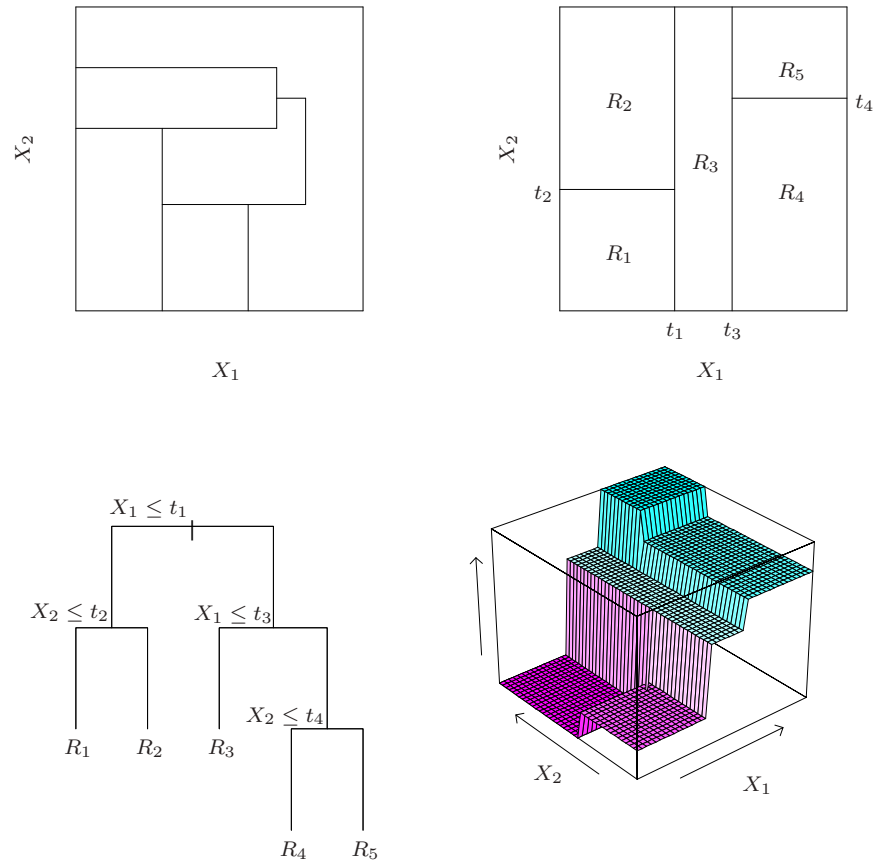 X₂
X₁
R₅
R₂
t₄
X₂
R₃
t₂
R₄
R₁
t₁ t₃
X₁
X₁ ≤ t₁
X₂ ≤ t₂ X₁ ≤ t₃
X₂ ≤ t₄
R₁ R₂ R₃
R₄ R₅
X₂ X₁